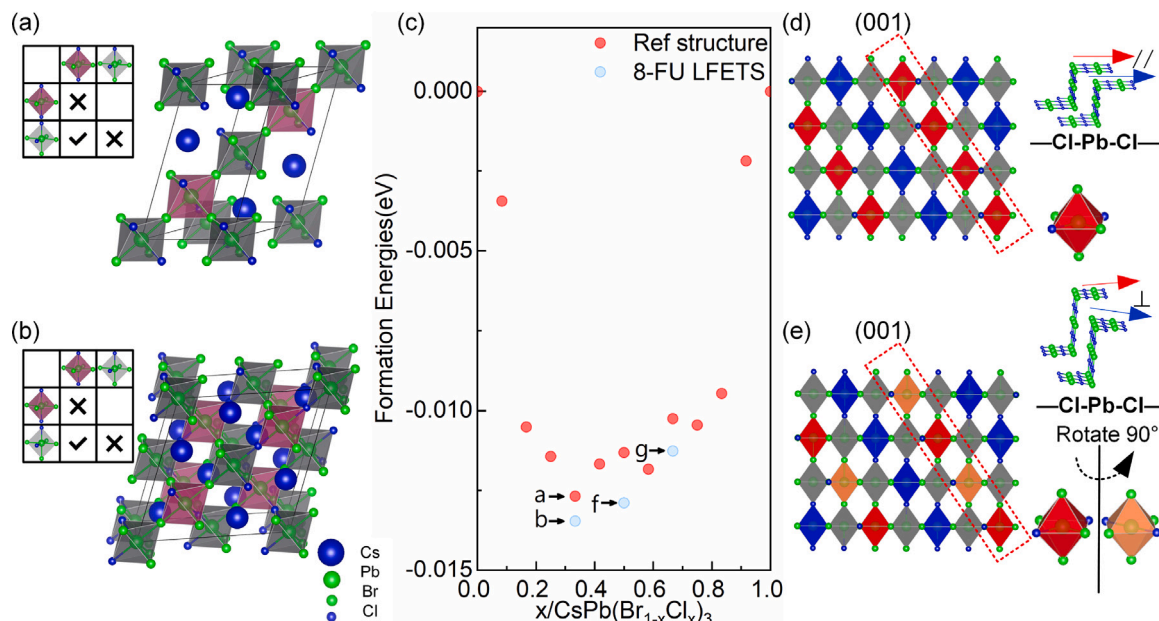 (a)
(b)
Cs
Pb
Br
Cl
(c)
Ref structure
8-FU LFETS
Formation Energies(eV)
0.000
-0.005
-0.010
-0.015
a
b
f
g
0.0 0.2 0.4 0.6 0.8 1.0
x/CsPb(Br₁₋ₓClₓ)₃
(d)
(001)
//
—Cl-Pb-Cl—
(e)
(001)
⊥
—Cl-Pb-Cl—
Rotate 90°